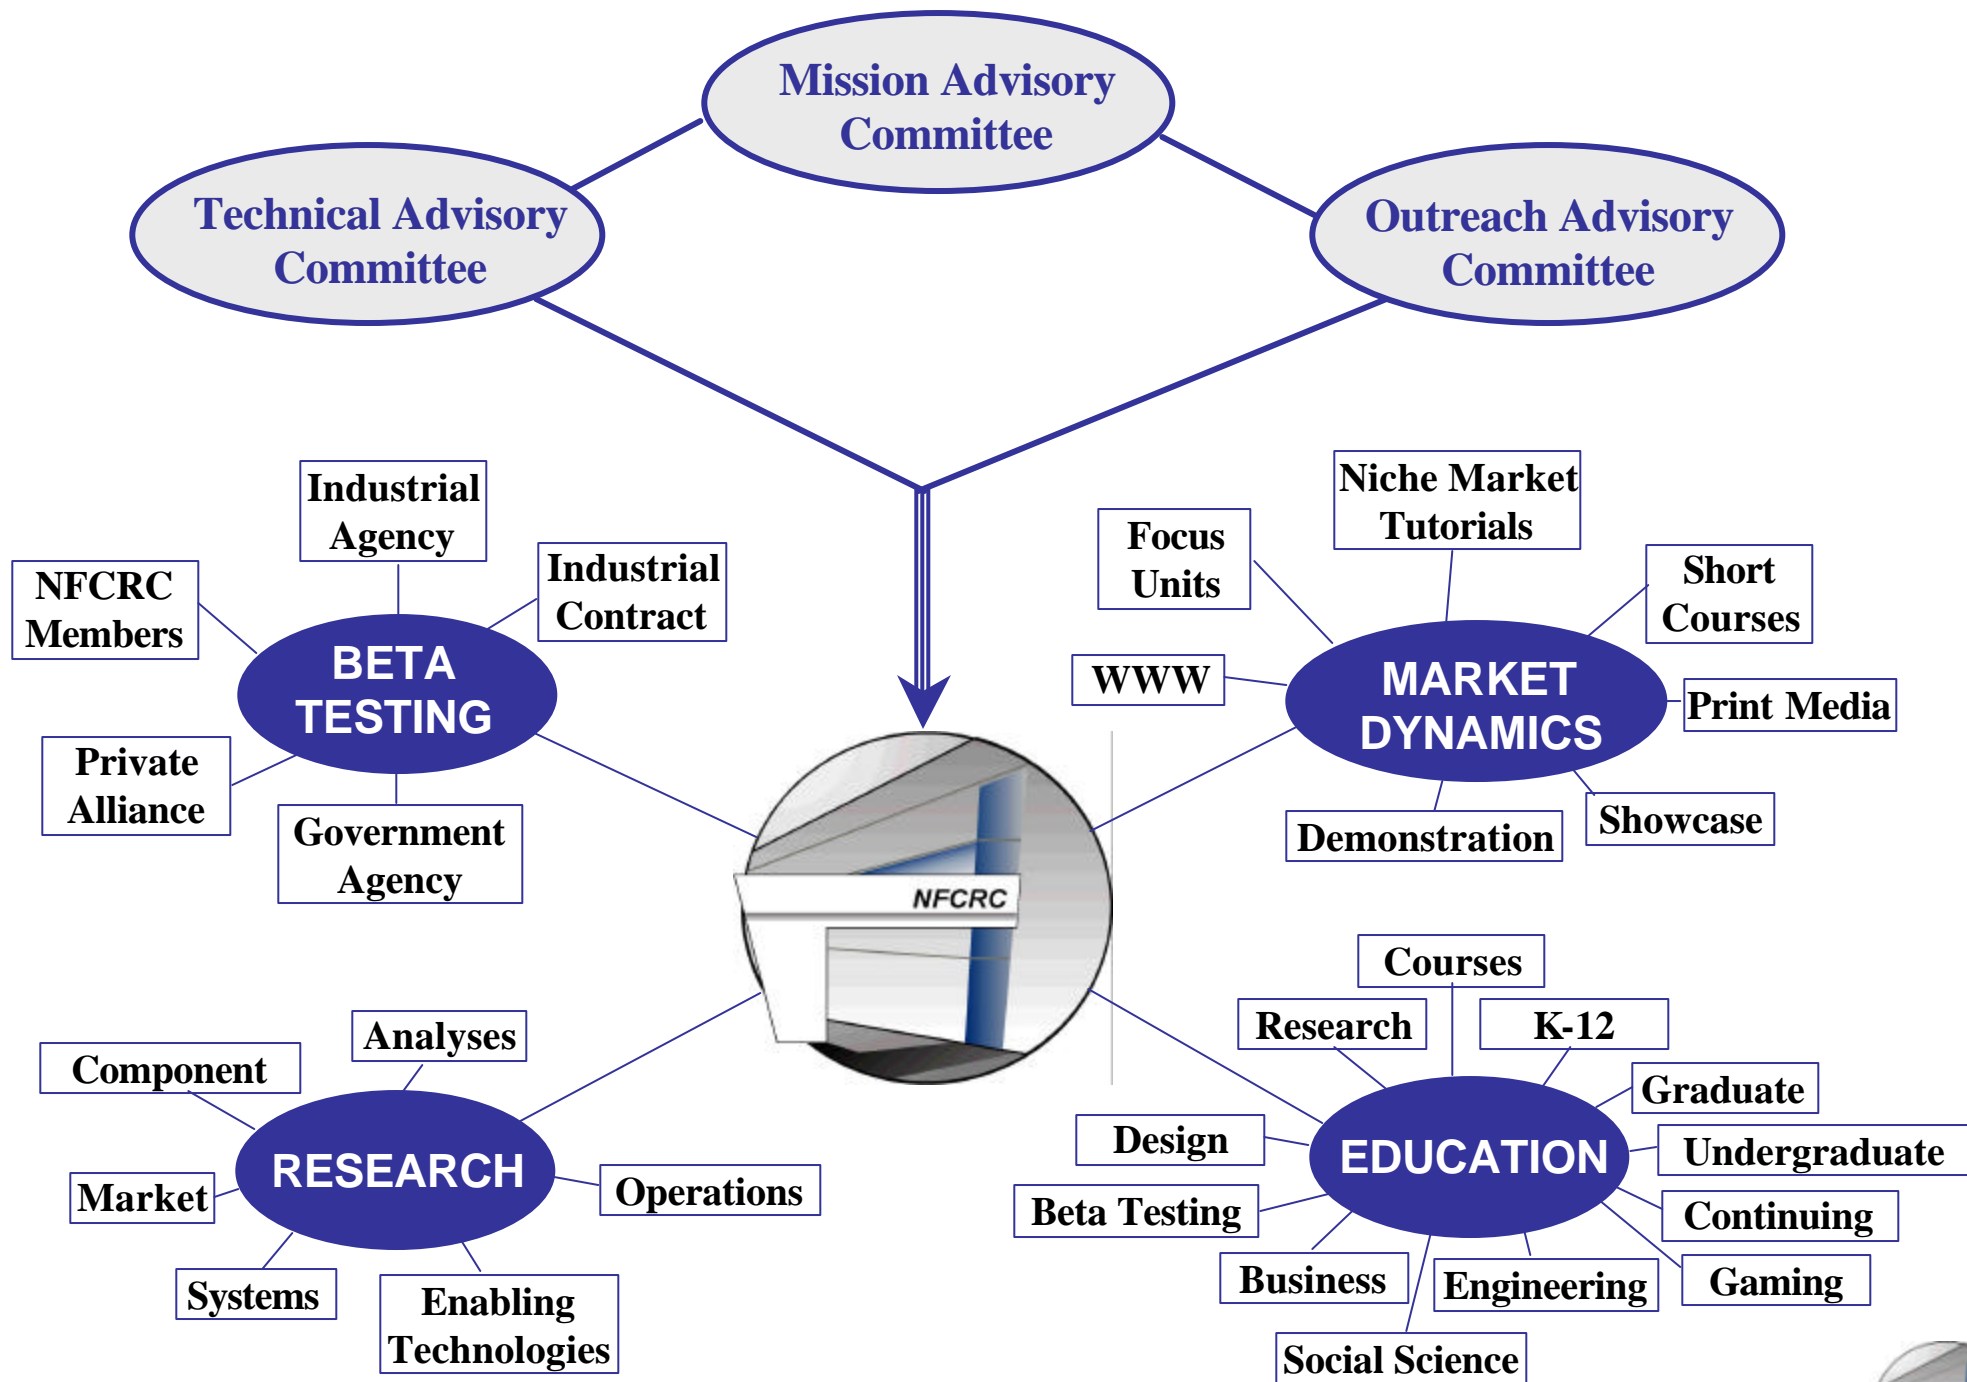 Mission Advisory
Committee
Technical Advisory
Committee
Outreach Advisory
Committee
Industrial
Agency
NFCRC
Members
Industrial
Contract
BETA
TESTING
Private
Alliance
Government
Agency
Niche Market
Tutorials
Focus
Units
Short
Courses
WWW
MARKET
DYNAMICS
Print Media
Demonstration
Showcase
NFCRC
Analyses
Component
RESEARCH
Market
Operations
Systems
Enabling
Technologies
Courses
Research
K-12
Graduate
Design
EDUCATION
Undergraduate
Beta Testing
Continuing
Business
Engineering
Gaming
Social Science